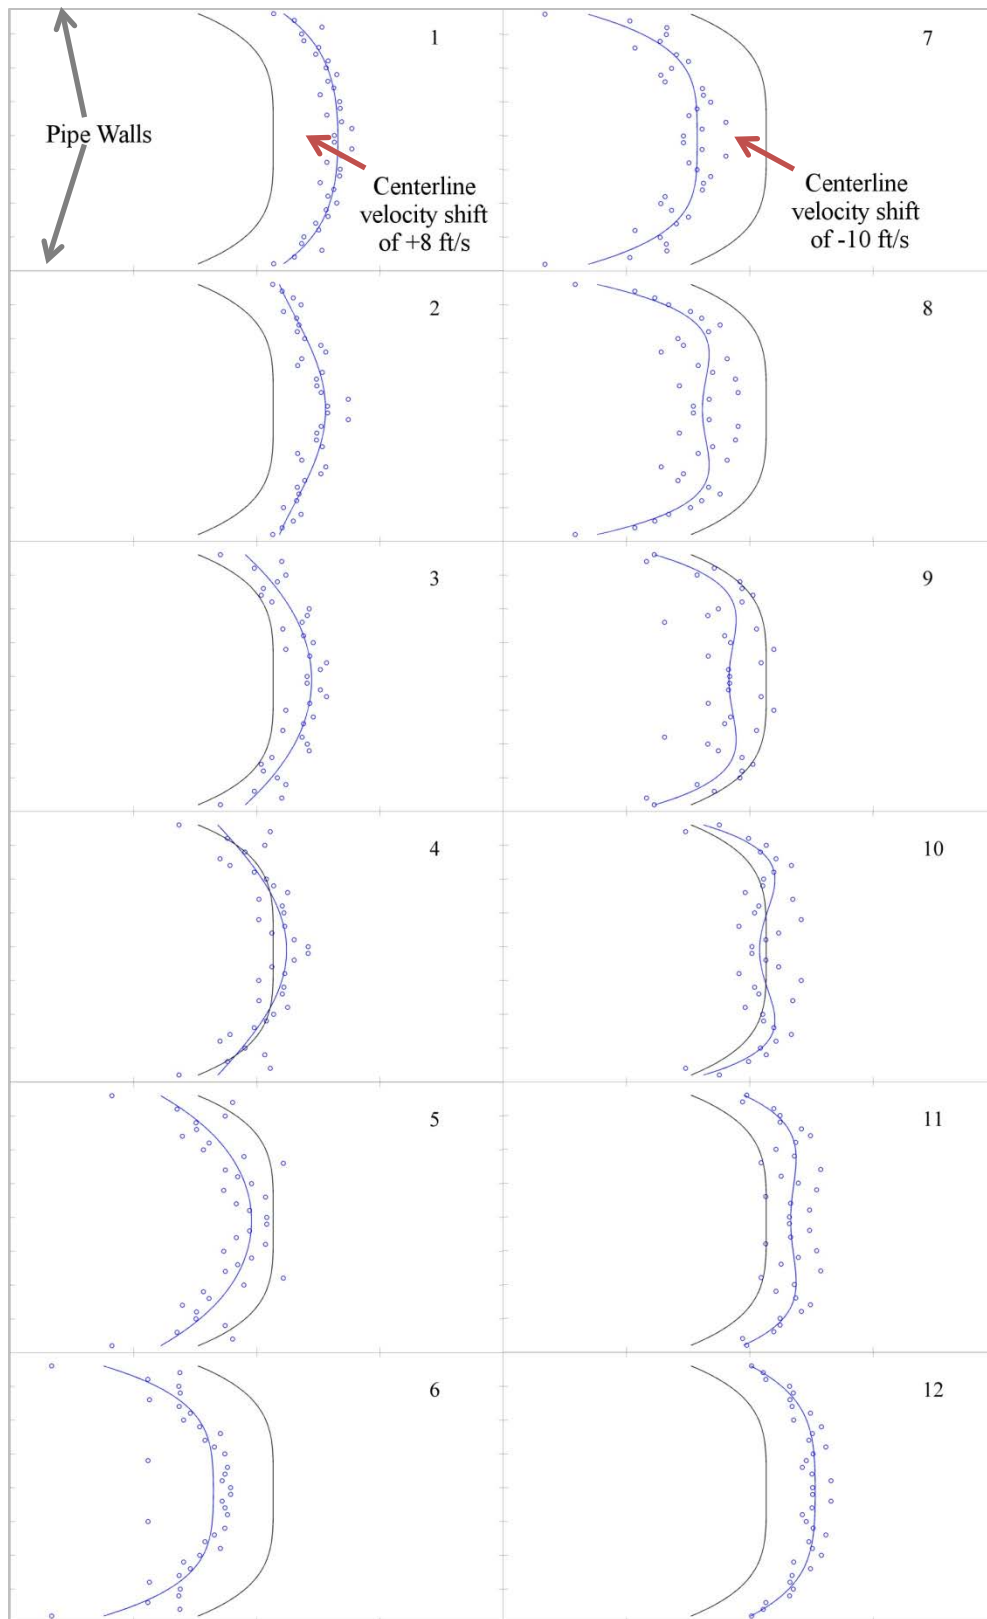 1
Pipe Walls
Centerline
velocity shift
of +8 ft/s
2
3
4
5
6
7
Centerline
velocity shift
of -10 ft/s
8
9
10
11
12